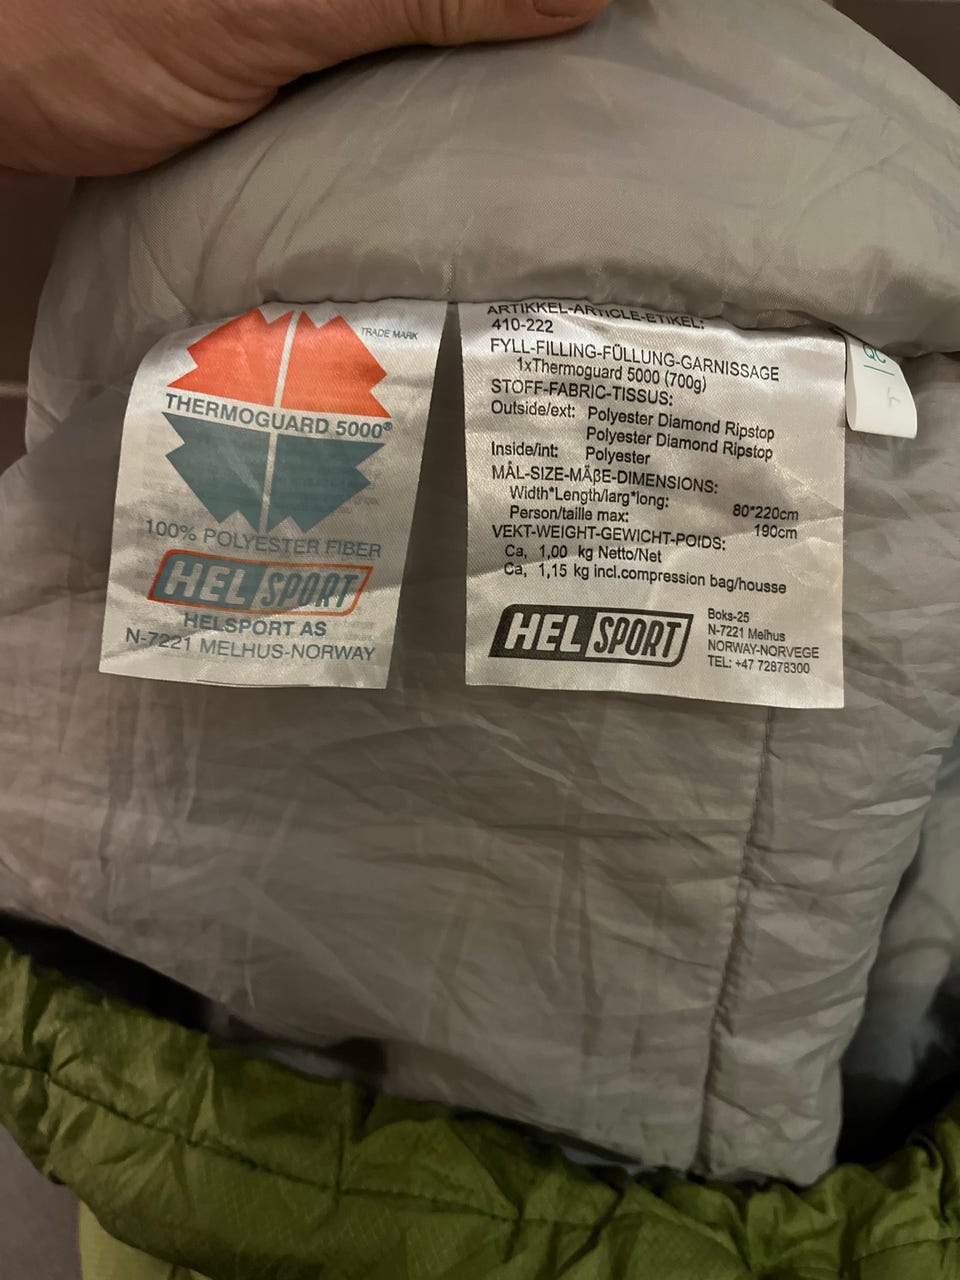 TRADE MARK
THERMOGUARD 5000®
100% POLYESTER FIBER
HELSPORT
HELSPORT AS
N-7221 MELHUS-NORWAY
ARTIKKEL-ARTICLE-ETIKEL:
410-222
FYLL-FILLING-FÜLLUNG-GARNISSAGE
1xThermoguard 5000 (700g)
STOFF-FABRIC-TISSUS:
Outside/ext: Polyester Diamond Ripstop
Polyester Diamond Ripstop
Inside/int: Polyester
MÅL-SIZE-MÄβE-DIMENSIONS:
Width*Length/larg*long: 80*220cm
Person/taille max: 190cm
VEKT-WEIGHT-GEWICHT-POIDS:
Ca, 1,00 kg Netto/Net
Ca, 1,15 kg incl.compression bag/housse
HELSPORT
Boks-25
N-7221 Melhus
NORWAY-NORVEGE
TEL: +47 72878300
QC